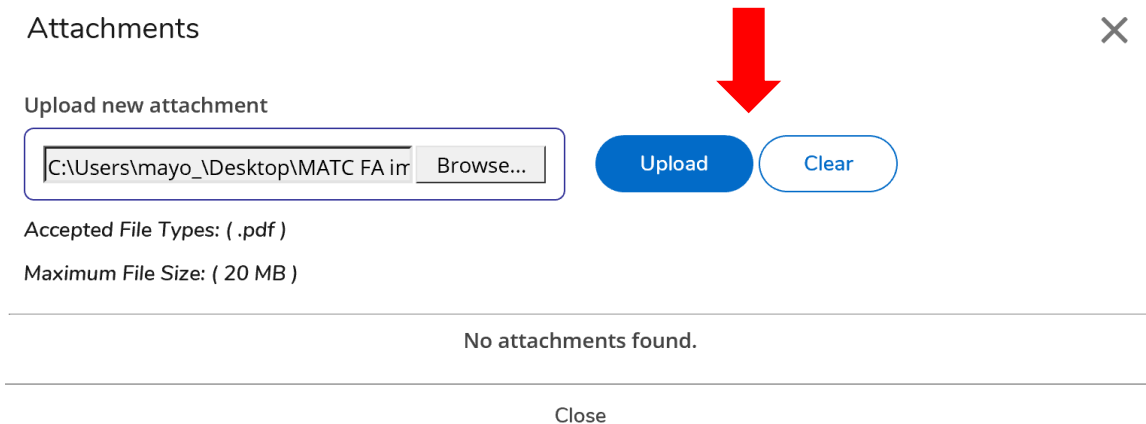 Attachments
Upload new attachment
C:\Users\mayo_\Desktop\MATC FA im Browse... Upload Clear
Accepted File Types: ( .pdf )
Maximum File Size: ( 20 MB )
No attachments found.
Close